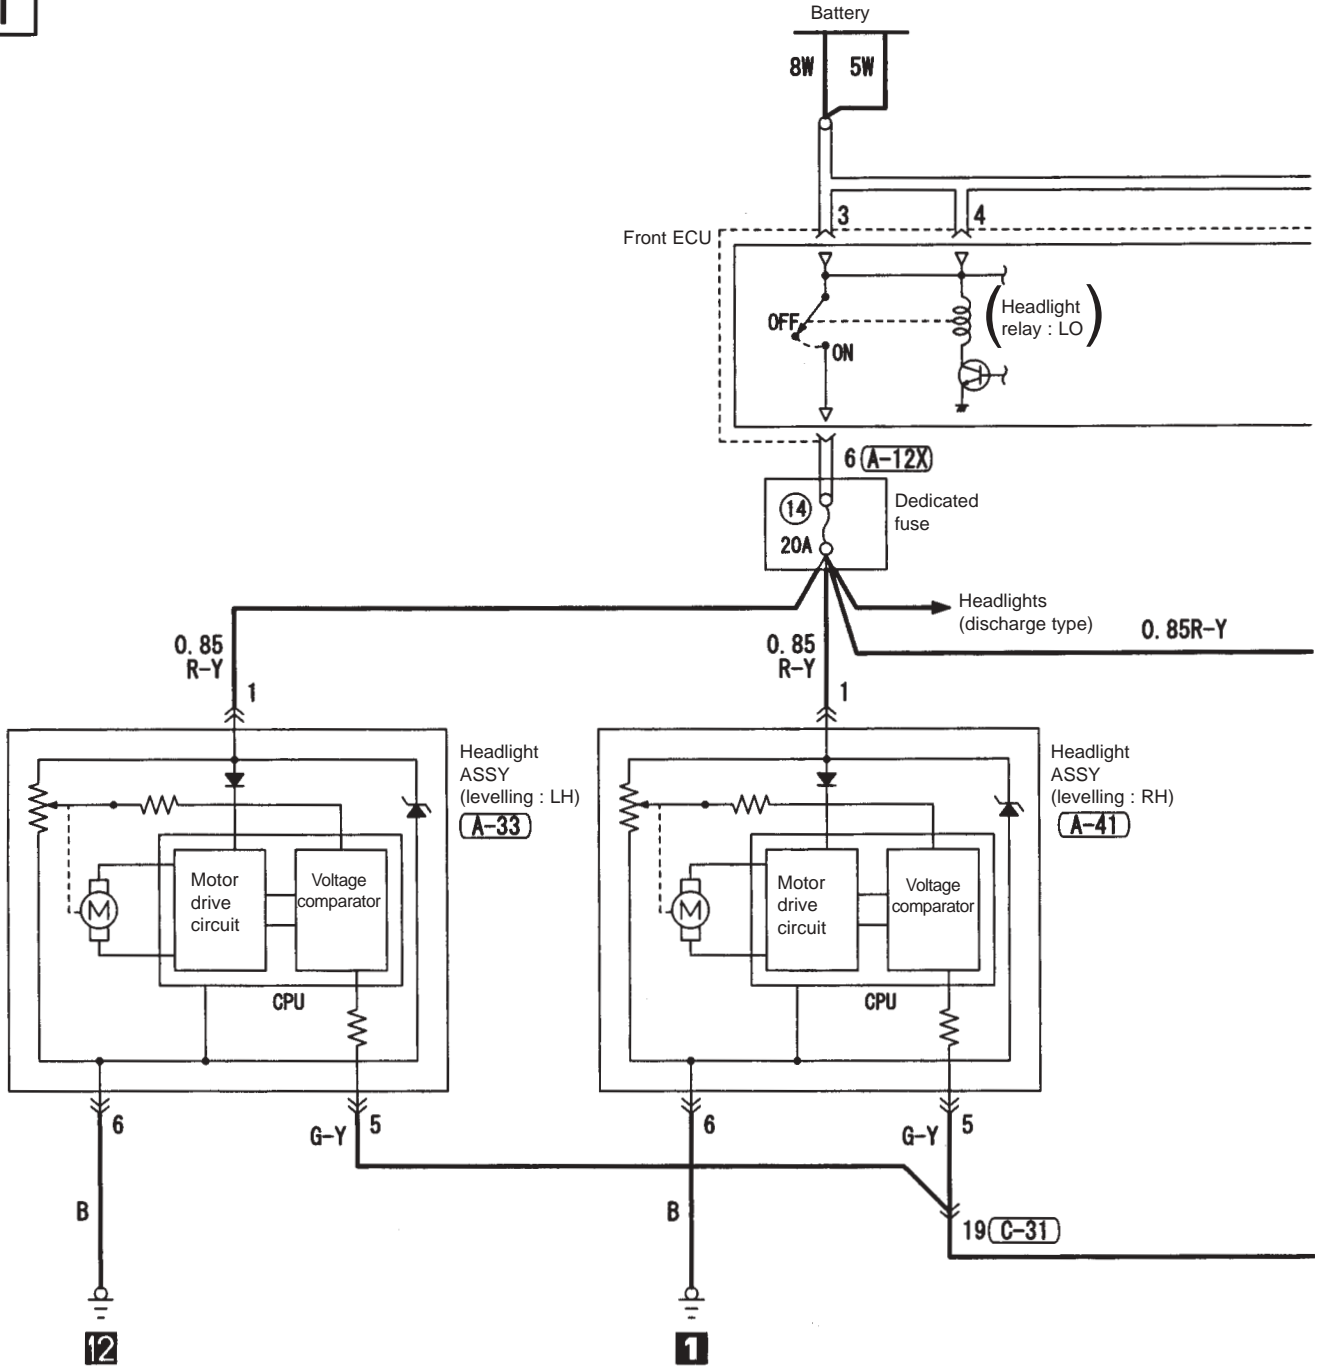 Battery
8W 5W
3 4
Front ECU
OFF
ON
(Headlight
relay : LO)
6 A-12X
14
20A
Dedicated
fuse
Headlights
(discharge type)
0.85R-Y
0.85
R-Y
1
0.85
R-Y
1
Headlight
ASSY
(levelling : LH)
A-33
Motor
drive
circuit
Voltage
comparator
M
CPU
Headlight
ASSY
(levelling : RH)
A-41
Motor
drive
circuit
Voltage
comparator
M
CPU
6
G-Y 5
6
G-Y 5
B
B
19 C-31
12
1